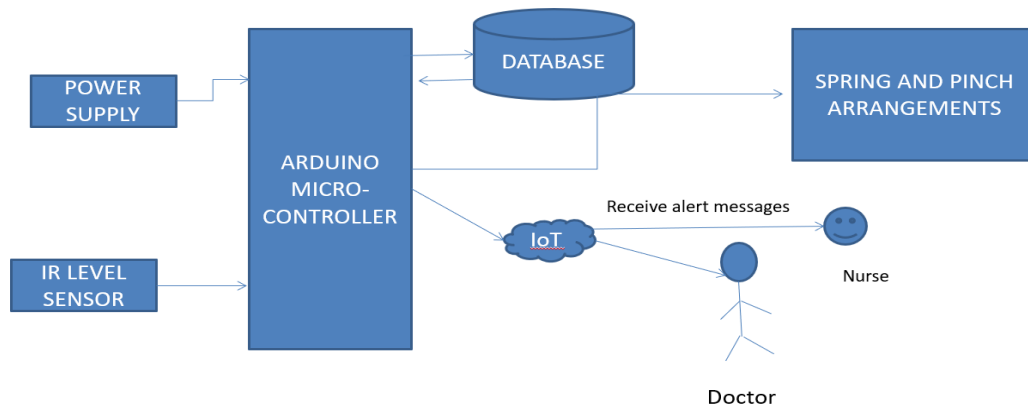 POWER
SUPPLY
IR LEVEL
SENSOR
ARDUINO
MICRO-
CONTROLLER
DATABASE
SPRING AND PINCH
ARRANGEMENTS
IoT
Receive alert messages
Nurse
Doctor